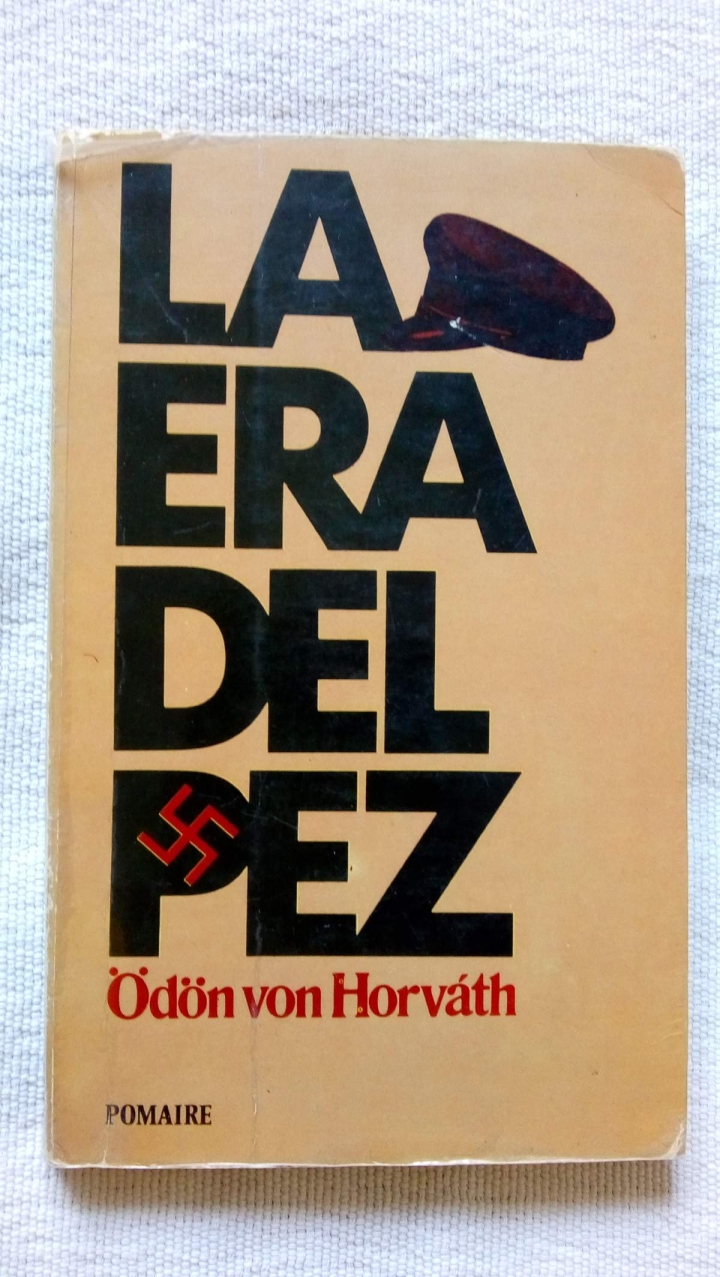 LA
ERA
DEL
PEZ
Ödön von Horváth
POMAIRE